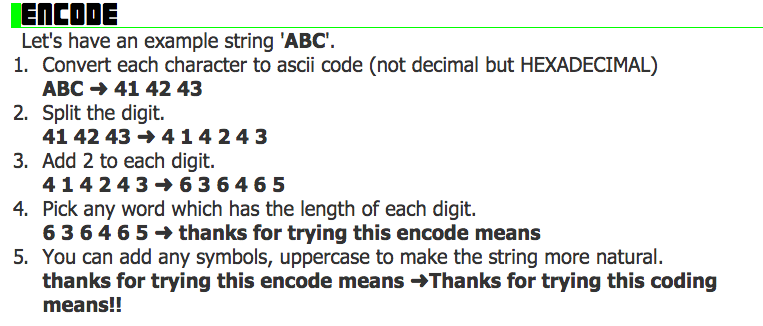 ENCODE
Let's have an example string 'ABC'.
1. Convert each character to ascii code (not decimal but HEXADECIMAL)
ABC ➔ 41 42 43
2. Split the digit.
41 42 43 ➔ 4 1 4 2 4 3
3. Add 2 to each digit.
4 1 4 2 4 3 ➔ 6 3 6 4 6 5
4. Pick any word which has the length of each digit.
6 3 6 4 6 5 ➔ thanks for trying this encode means
5. You can add any symbols, uppercase to make the string more natural.
thanks for trying this encode means ➔Thanks for trying this coding
means!!